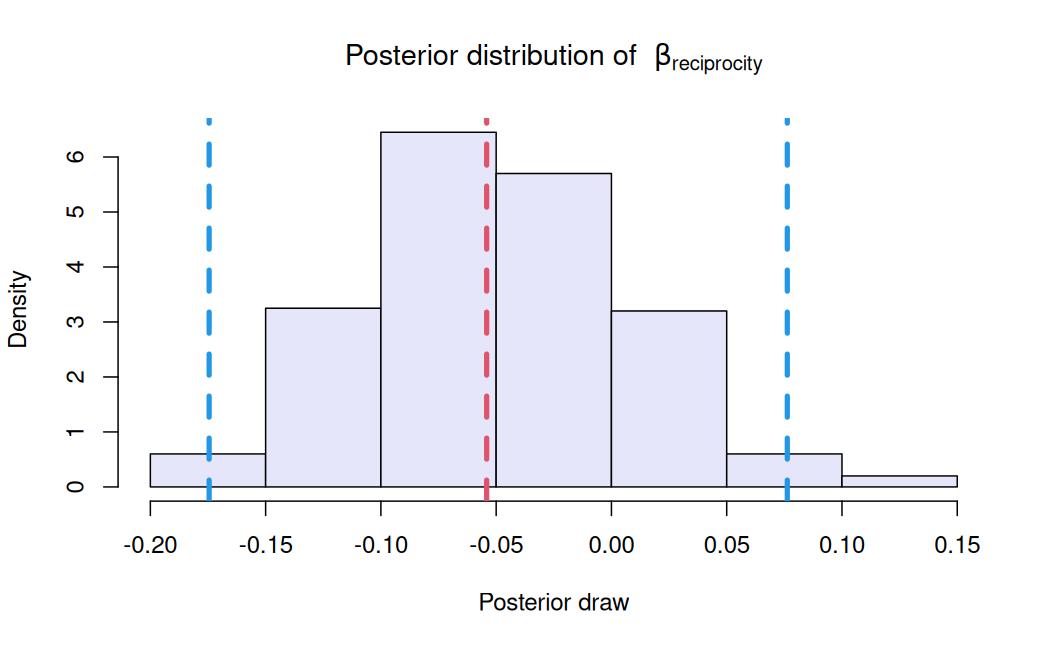 Posterior distribution of β reciprocity
Density
6
5
4
3
2
1
0
-0.20 -0.15 -0.10 -0.05 0.00 0.05 0.10 0.15
Posterior draw